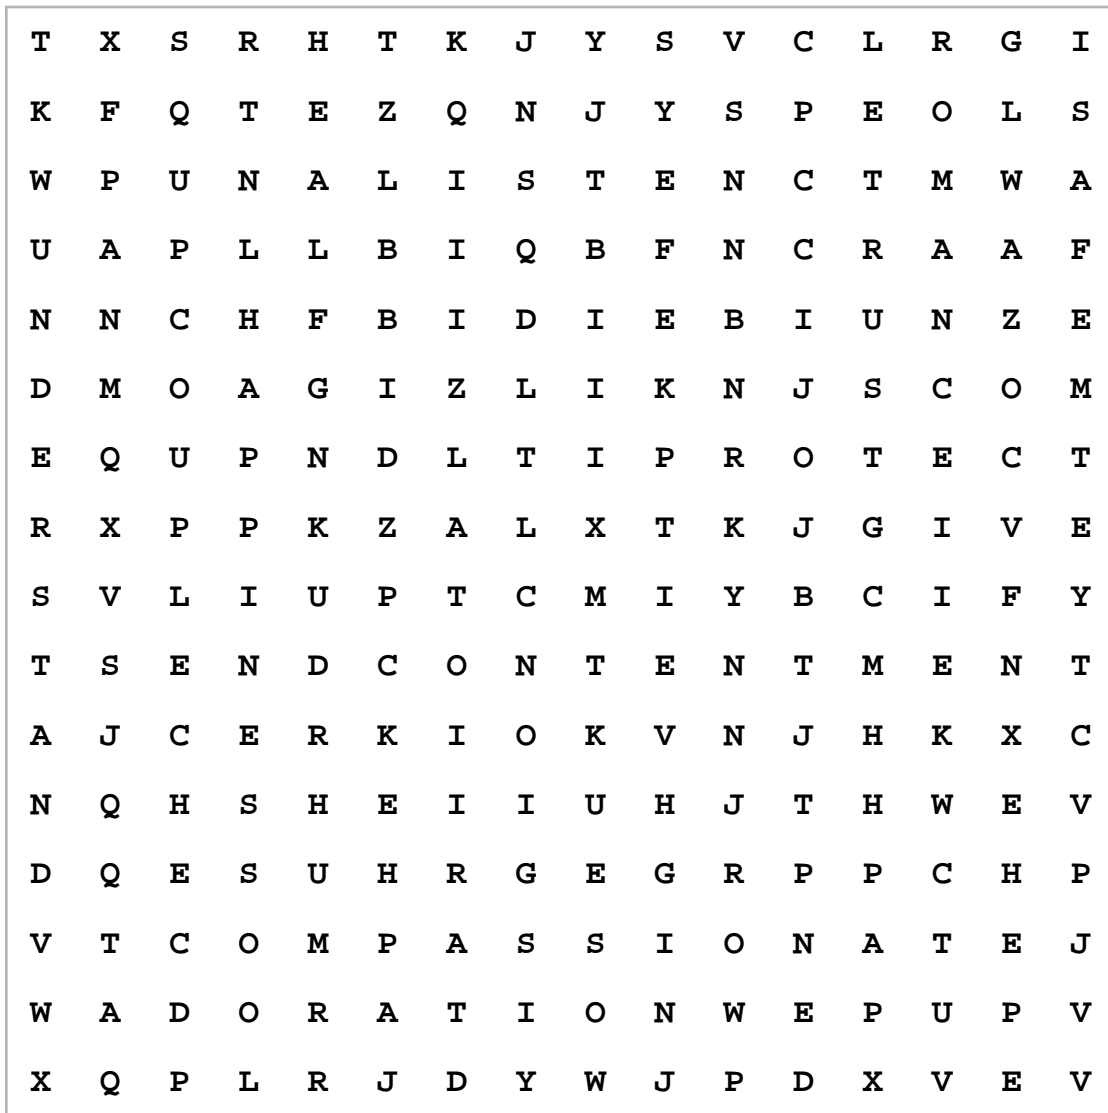 T X S R H T K J Y S V C L R G I
K F Q T E Z Q N J Y S P E O L S
W P U N A L I S T E N C T M W A
U A P L L B I Q B F N C R A A F
N N C H F B I D I E B I U N Z E
D M O A G I Z L I K N J S C O M
E Q U P N D L T I P R O T E C T
R X P P K Z A L X T K J G I V E
S V L I U P T C M I Y B C I F Y
T S E N D C O N T E N T M E N T
A J C E R K I O K V N J H K X C
N Q H S H E I I U H J T H W E V
D Q E S U H R G E G R P P C H P
V T C O M P A S S I O N A T E J
W A D O R A T I O N W E P U P V
X Q P L R J D Y W J P D X V E V